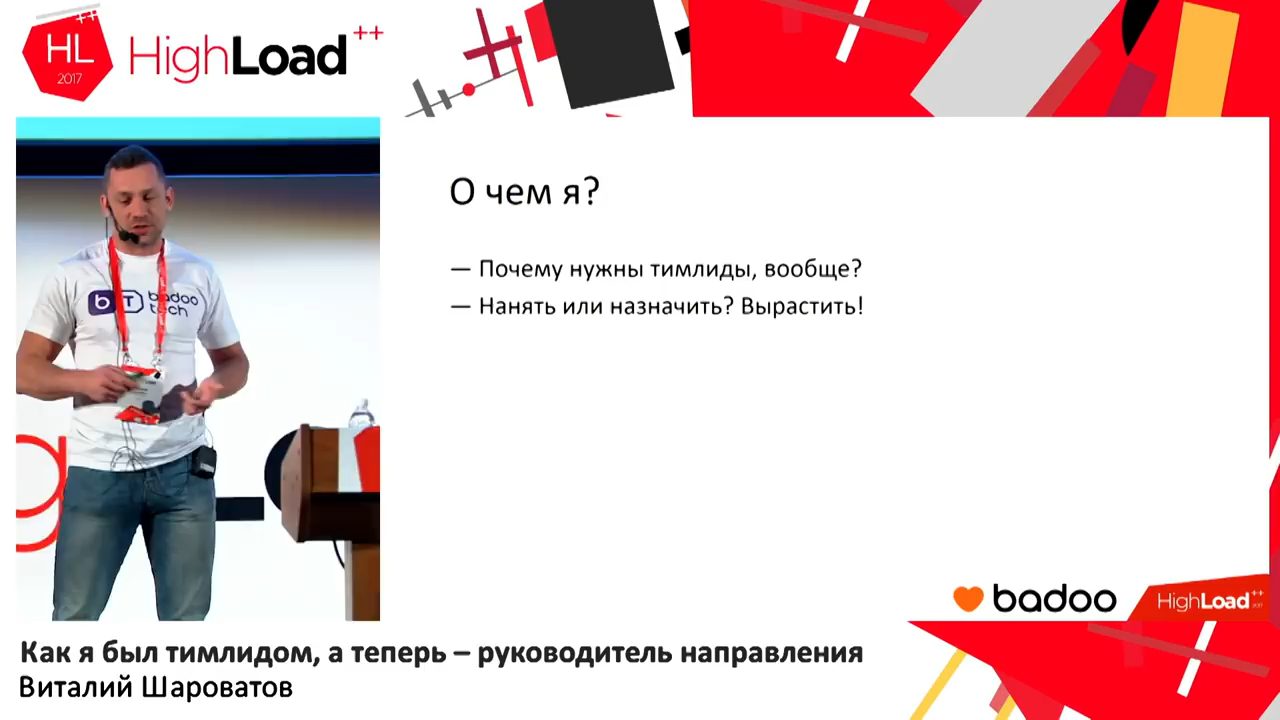 HL
2017
HighLoad++
badoo
tech
О чем я?
— Почему нужны тимлиды, вообще?
— Нанять или назначить? Вырастить!
badoo
HighLoad++
Как я был тимлидом, а теперь – руководитель направления
Виталий Шароватов